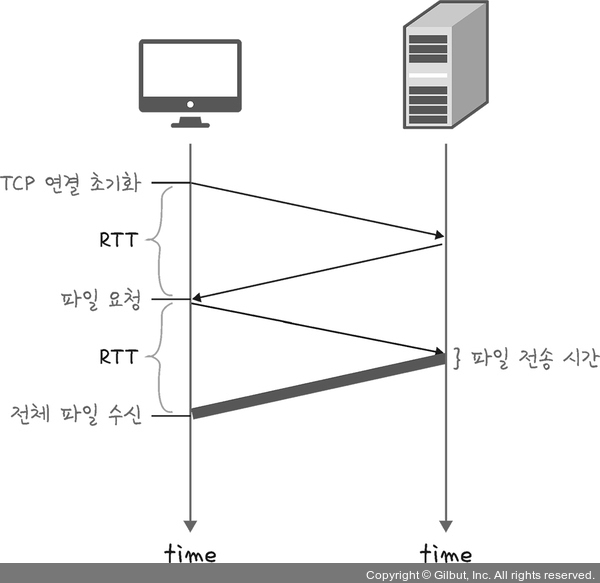 TCP 연결 초기화
RTT
파일 요청
RTT
} 파일 전송 시간
전체 파일 수신
time
time
Copyright © Gilbut, Inc. All rights reserved.